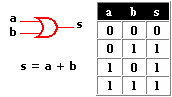 a
b
s
s = a + b
a b s
0 0 0
0 1 1
1 0 1
1 1 1